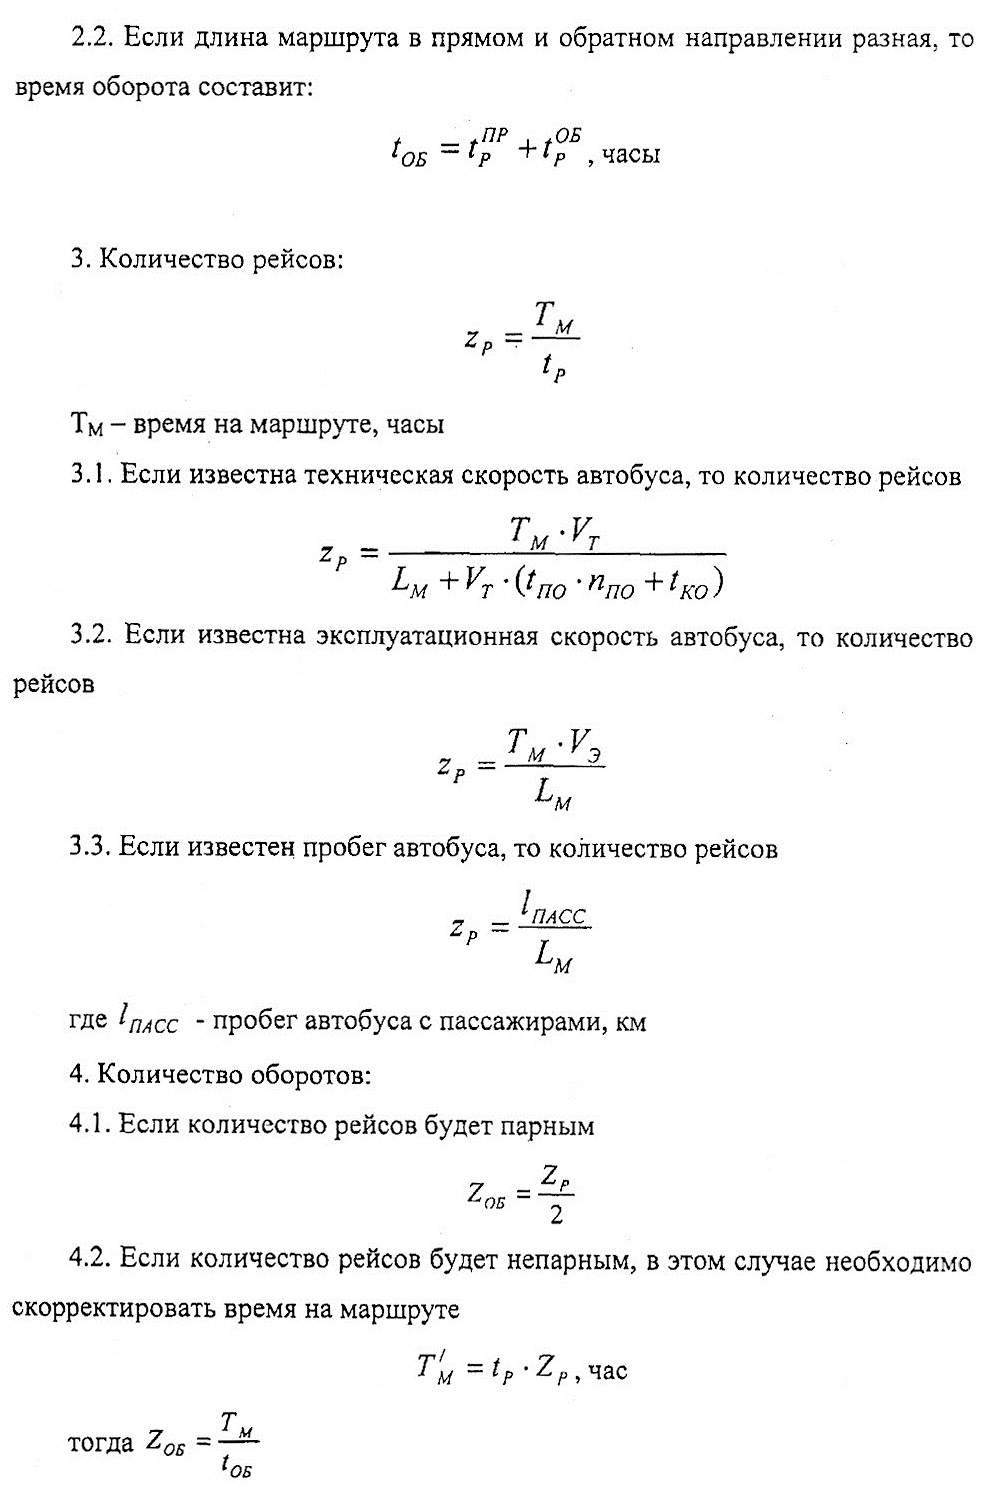 2.2. Если длина маршрута в прямом и обратном направлении разная, то
время оборота составит:
t_ОБ = t_Р^ПР + t_Р^ОБ, часы
3. Количество рейсов:
z_Р = T_М / t_Р
Т_М – время на маршруте, часы
3.1. Если известна техническая скорость автобуса, то количество рейсов
z_Р = T_М · V_Т / L_М + V_Т · (t_ПО · n_ПО + t_КО)
3.2. Если известна эксплуатационная скорость автобуса, то количество
рейсов
z_Р = T_М · V_Э / L_М
3.3. Если известен пробег автобуса, то количество рейсов
z_Р = l_ПАСС / L_М
где l_ПАСС - пробег автобуса с пассажирами, км
4. Количество оборотов:
4.1. Если количество рейсов будет парным
Z_ОБ = Z_Р / 2
4.2. Если количество рейсов будет непарным, в этом случае необходимо
скорректировать время на маршруте
T′_М = t_Р · Z_Р, час
тогда Z_ОБ = T_М / t_ОБ